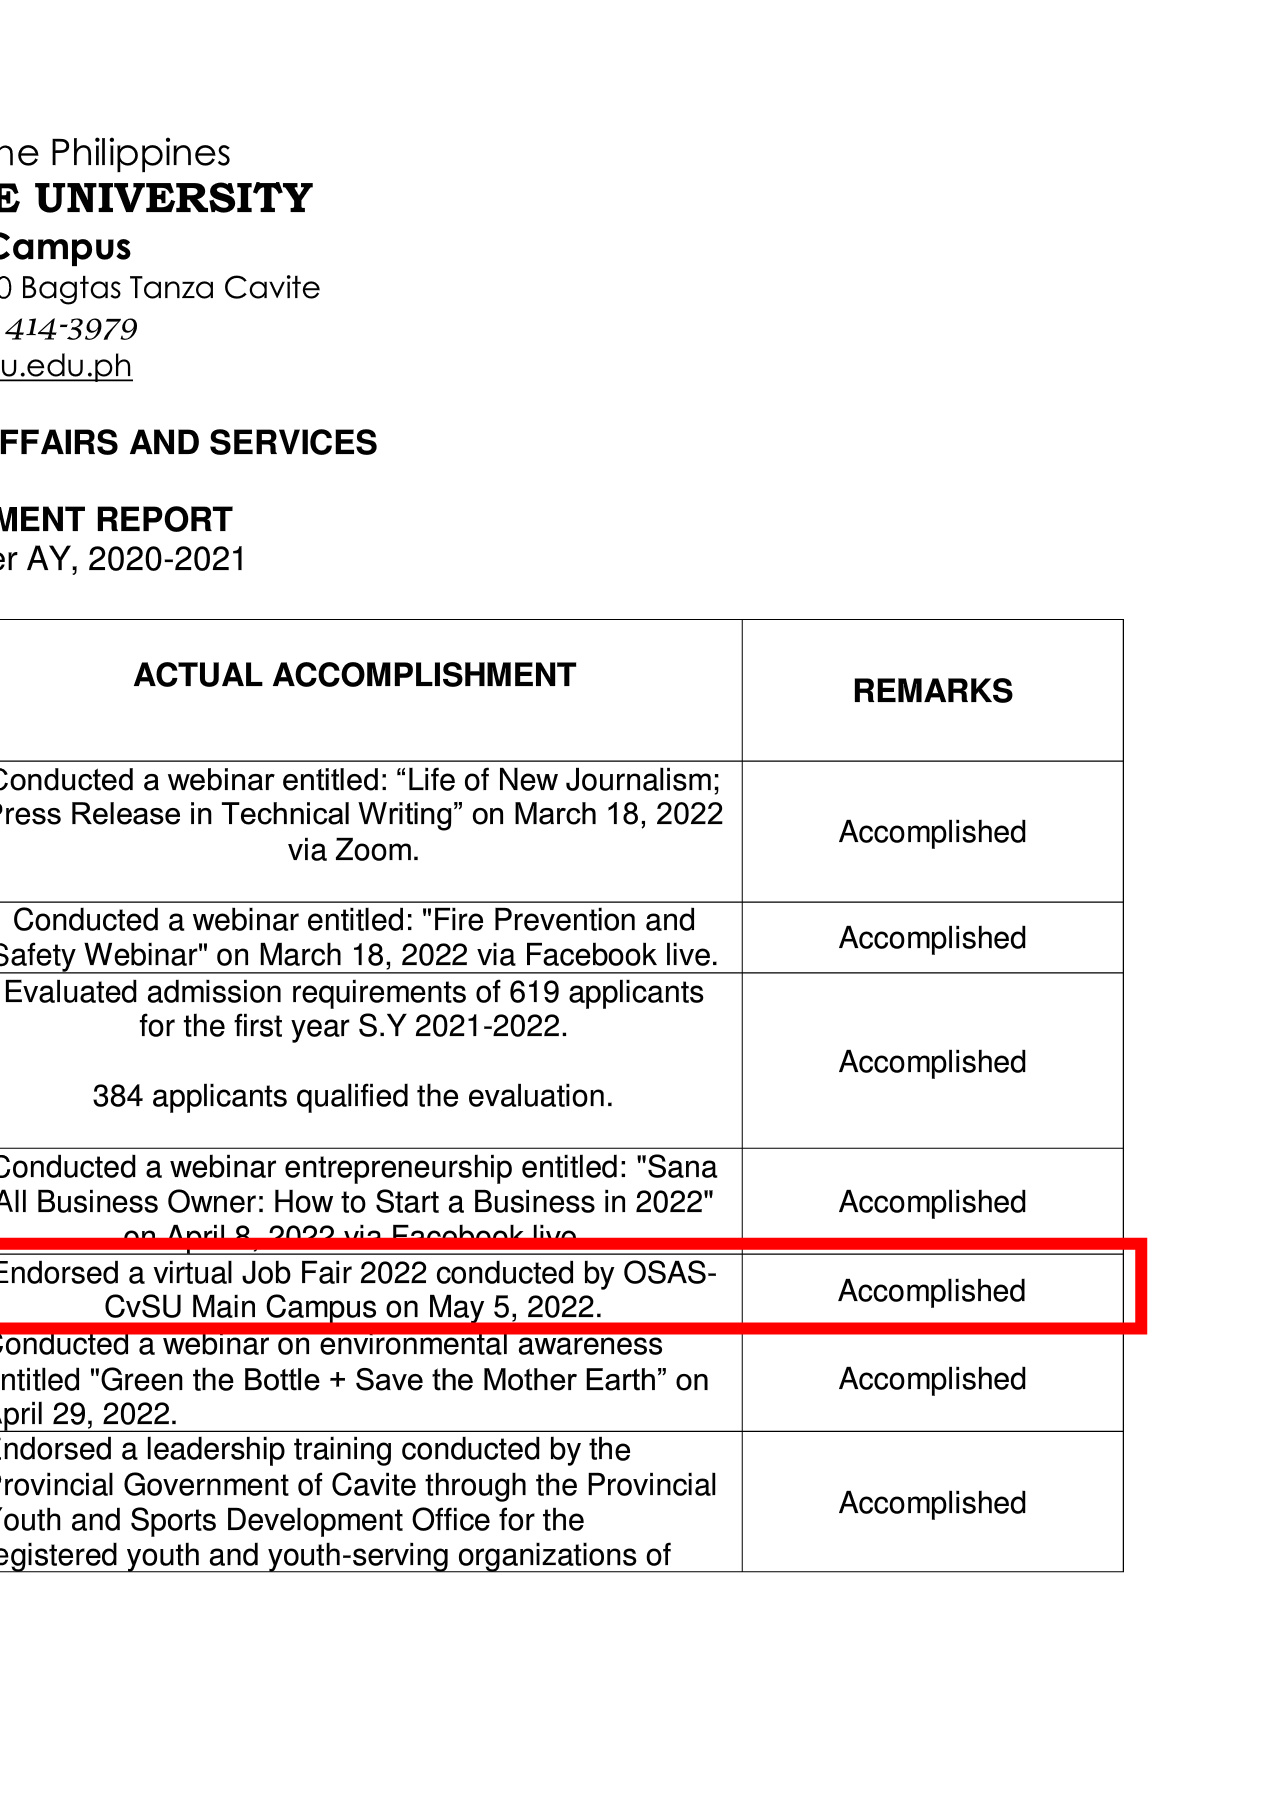 ne Philippines
E UNIVERSITY
Campus
0 Bagtas Tanza Cavite
414-3979
u.edu.ph
FFAIRS AND SERVICES
MENT REPORT
er AY, 2020-2021
ACTUAL ACCOMPLISHMENT
REMARKS
Conducted a webinar entitled: “Life of New Journalism;
Press Release in Technical Writing” on March 18, 2022
via Zoom.
Accomplished
Conducted a webinar entitled: "Fire Prevention and
Safety Webinar" on March 18, 2022 via Facebook live.
Accomplished
Evaluated admission requirements of 619 applicants
for the first year S.Y 2021-2022.
384 applicants qualified the evaluation.
Accomplished
Conducted a webinar entrepreneurship entitled: "Sana
All Business Owner: How to Start a Business in 2022"
on April 8, 2022 via Facebook live
Accomplished
Endorsed a virtual Job Fair 2022 conducted by OSAS-
CvSU Main Campus on May 5, 2022.
Accomplished
Conducted a webinar on environmental awareness
ntitled "Green the Bottle + Save the Mother Earth” on
April 29, 2022.
Accomplished
Endorsed a leadership training conducted by the
Provincial Government of Cavite through the Provincial
Youth and Sports Development Office for the
egistered youth and youth-serving organizations of
Accomplished